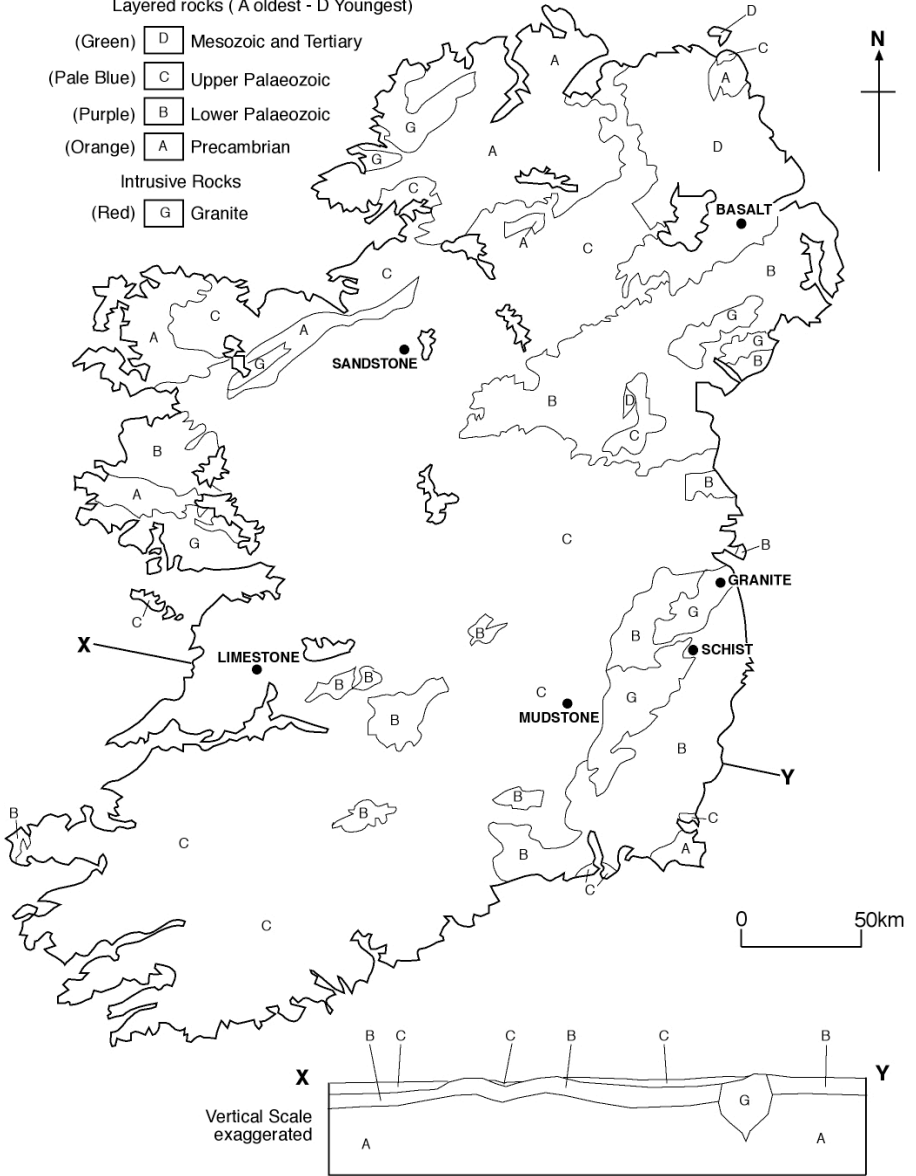 Layered rocks ( A oldest - D Youngest)
(Green) D Mesozoic and Tertiary
(Pale Blue) C Upper Palaeozoic
(Purple) B Lower Palaeozoic
(Orange) A Precambrian
Intrusive Rocks
(Red) G Granite
D
C
N
A
A
G
A
D
G
C
BASALT
A
C
C
B
C
A
A
G
G
G
B
SANDSTONE
B
D
C
B
B
A
G
C
B
GRANITE
C
G
B
B
X
LIMESTONE
SCHIST
B
B
C
G
MUDSTONE
B
B
Y
B
B
B
C
C
B
A
C
C
0 50km
B C C B C B
X Y
G
Vertical Scale
exaggerated
A A